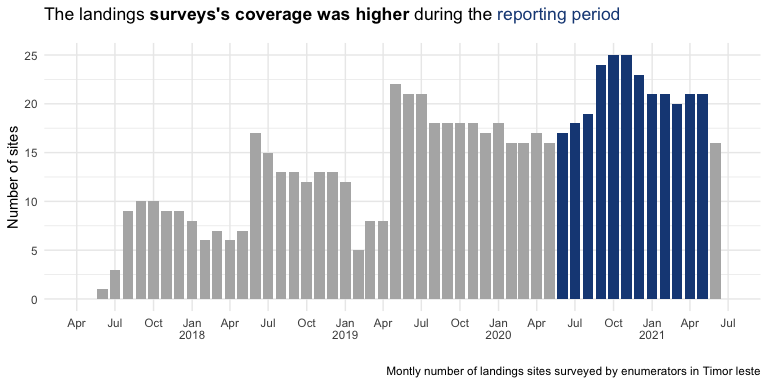 The landings surveys's coverage was higher during the reporting period
Number of sites
25
20
15
10
5
0
Apr Jul Oct Jan Apr Jul Oct Jan Apr Jul Oct Jan Apr Jul Oct Jan Apr Jul
2018 2019 2020 2021
Montly number of landings sites surveyed by enumerators in Timor leste